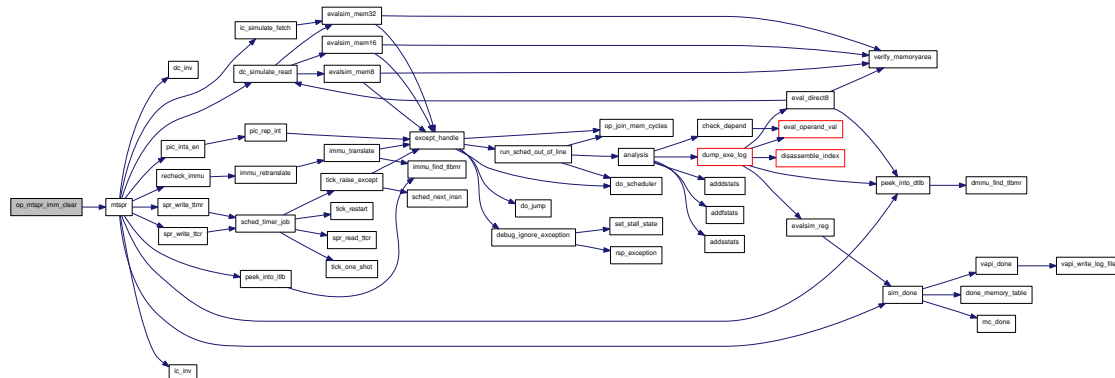 op_mtspr_imm_clear
mtspr
dc_inv
ic_simulate_fetch
dc_simulate_read
pic_ints_en
recheck_immu
spr_write_ttmr
spr_write_ttcr
peek_into_itlb
ic_inv
evalsim_mem32
evalsim_mem16
evalsim_mem8
pic_rep_int
immu_retranslate
sched_timer_job
immu_translate
tick_raise_except
tick_restart
spr_read_ttcr
tick_one_shot
except_handle
immu_find_tlbmr
sched_next_insn
run_sched_out_of_line
do_jump
debug_ignore_exception
op_join_mem_cycles
analysis
do_scheduler
set_stall_state
rsp_exception
check_depend
dump_exe_log
adddstats
addfstats
addsstats
eval_direct8
eval_operand_val
disassemble_index
evalsim_reg
verify_memoryarea
peek_into_dtlb
sim_done
dmmu_find_tlbmr
vapi_done
done_memory_table
mc_done
vapi_write_log_file